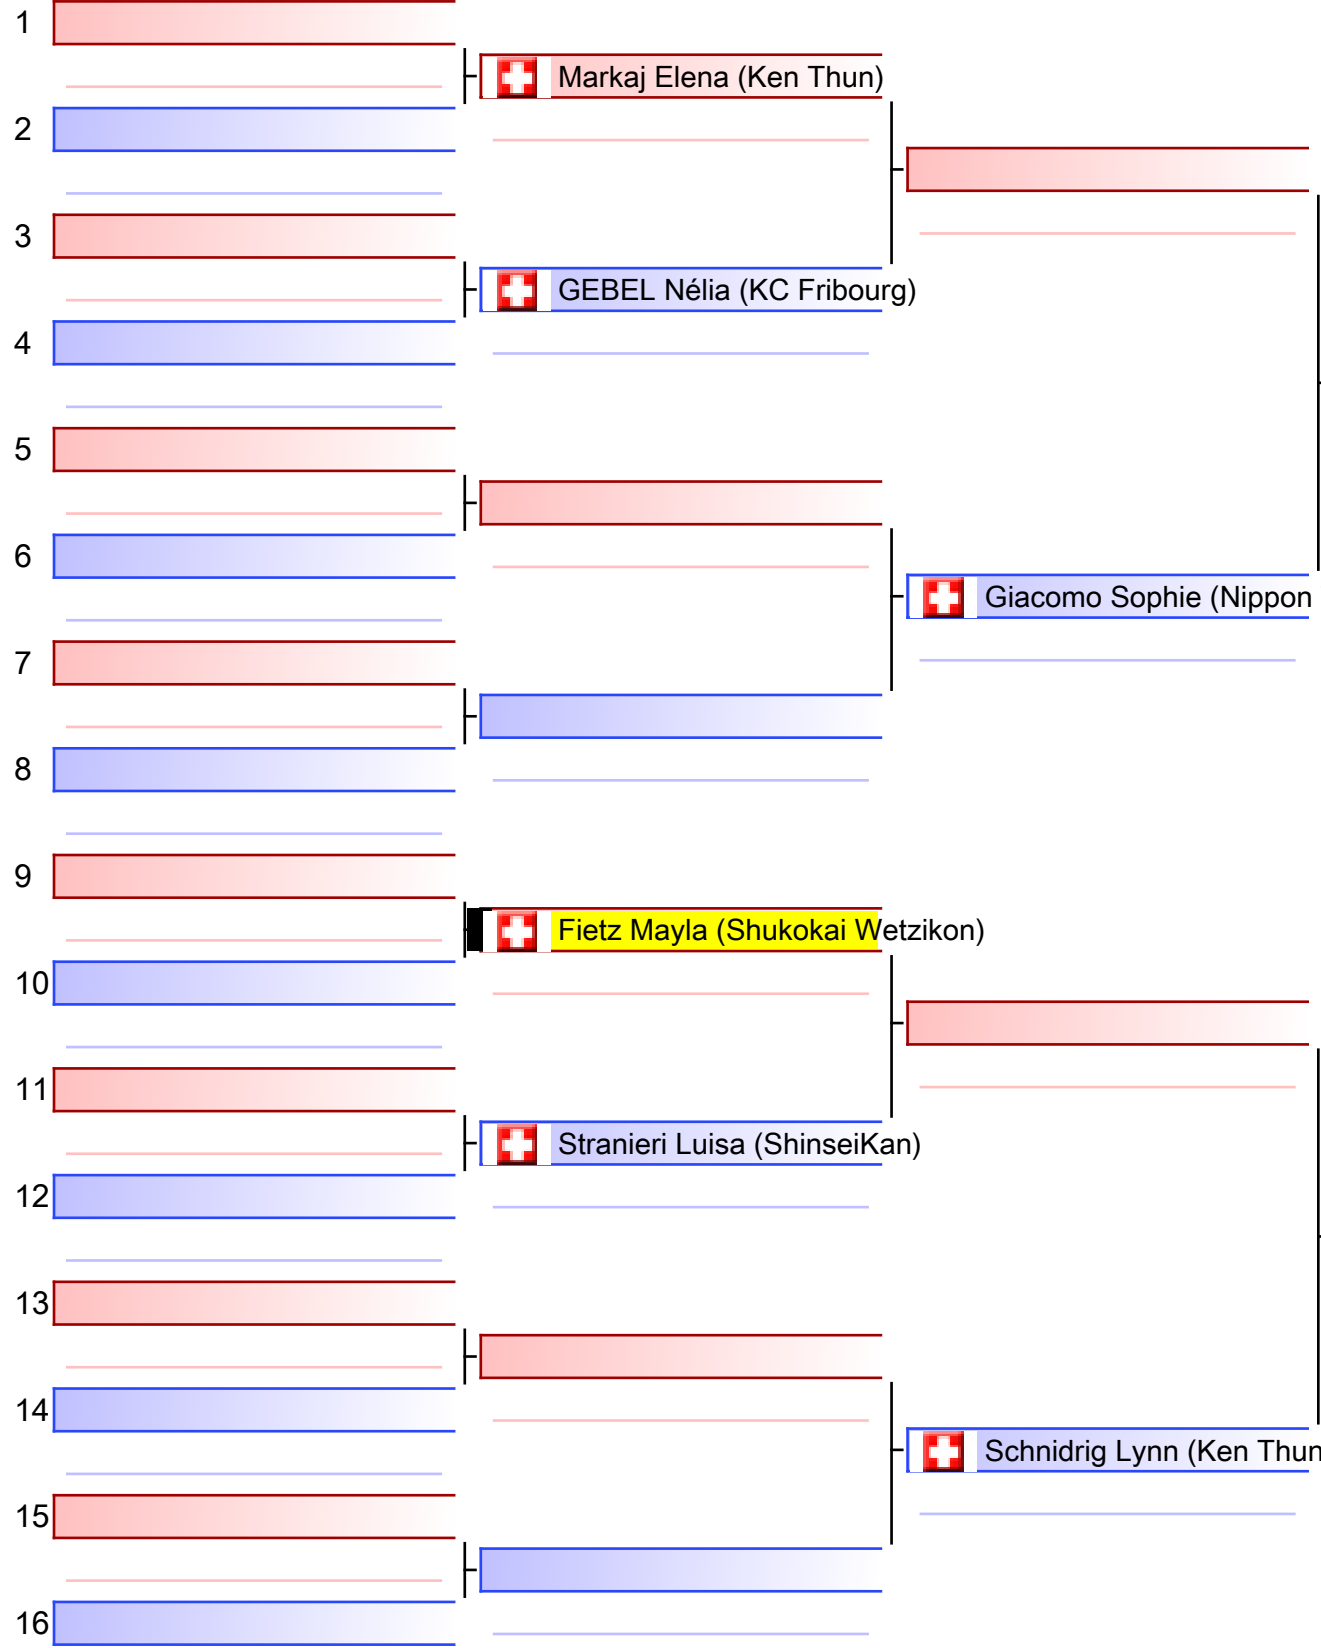 1
Markaj Elena (Ken Thun)
2
3
GEBEL Nélia (KC Fribourg)
4
5
6
Giacomo Sophie (Nippon
7
8
9
Fietz Mayla (Shukokai Wetzikon)
10
11
Stranieri Luisa (ShinseiKan)
12
13
14
Schnidrig Lynn (Ken Thun
15
16